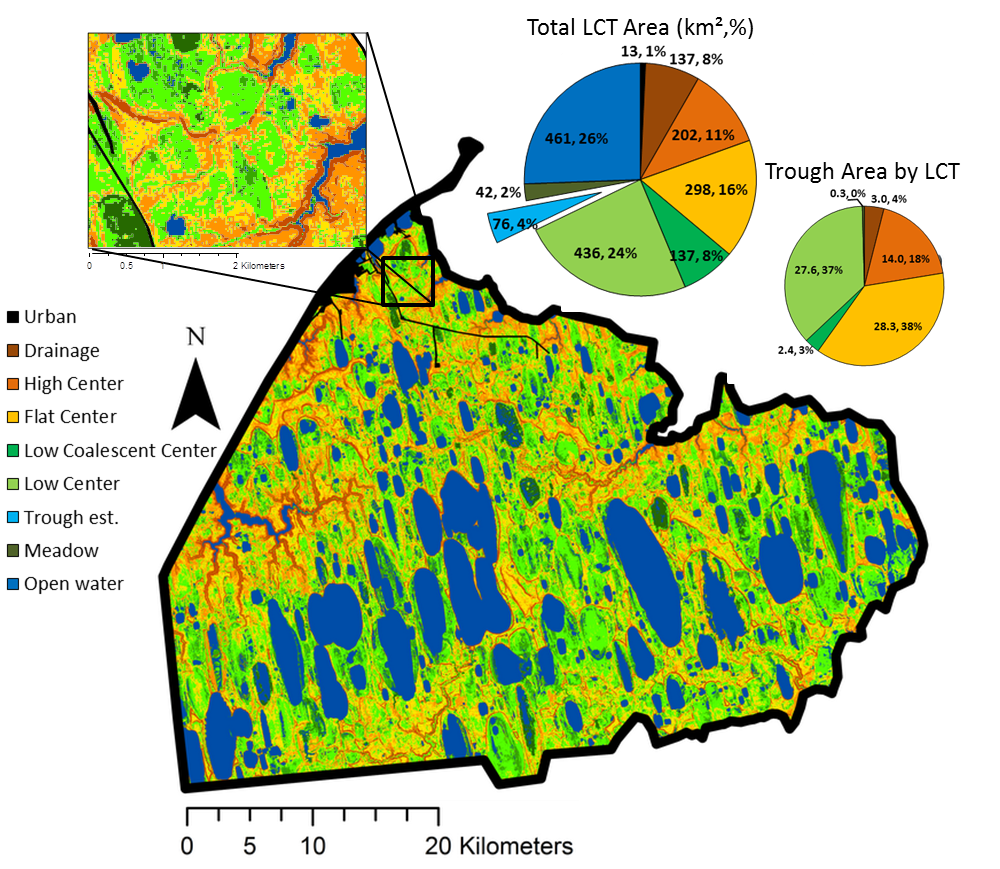 Total LCT Area (km²,%)
13, 1%
137, 8%
202, 11%
298, 16%
137, 8%
436, 24%
76, 4%
42, 2%
461, 26%
Trough Area by LCT
0.3, 0%
3.0, 4%
14.0, 18%
28.3, 38%
2.4, 3%
27.6, 37%
0 0.5 1 2 Kilometers
Urban
Drainage
High Center
Flat Center
Low Coalescent Center
Low Center
Trough est.
Meadow
Open water
N
0 5 10 20 Kilometers